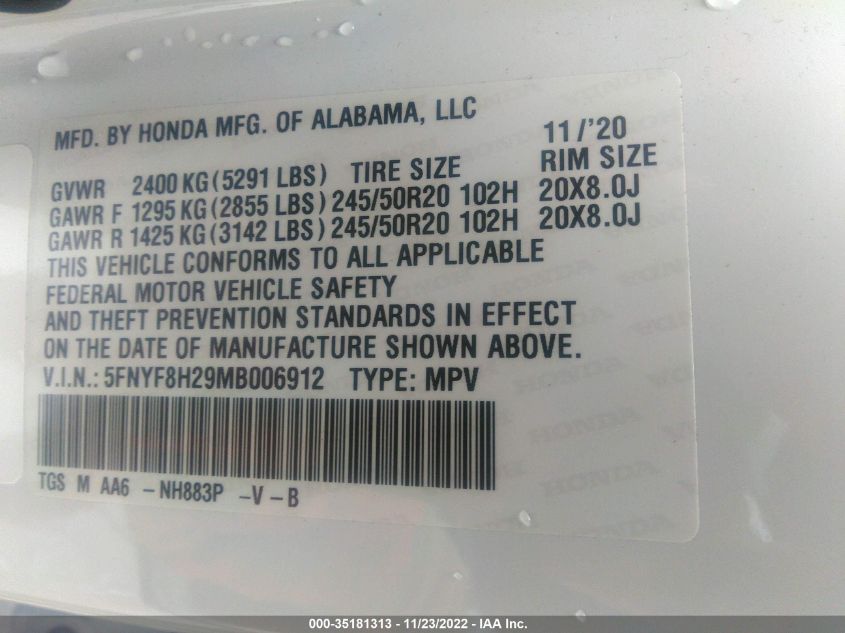 MFD. BY HONDA MFG. OF ALABAMA, LLC 11/'20
GVWR 2400 KG (5291 LBS) TIRE SIZE RIM SIZE
GAWR F 1295 KG (2855 LBS) 245/50R20 102H 20X8.0J
GAWR R 1425 KG (3142 LBS) 245/50R20 102H 20X8.0J
THIS VEHICLE CONFORMS TO ALL APPLICABLE
FEDERAL MOTOR VEHICLE SAFETY
AND THEFT PREVENTION STANDARDS IN EFFECT
ON THE DATE OF MANUFACTURE SHOWN ABOVE.
V.I.N.: 5FNYF8H29MB006912 TYPE: MPV
TGS M AA6 -NH883P -V -B
HONDA
HONDA
HONDA
000-35181313 - 11/23/2022 - IAA Inc.